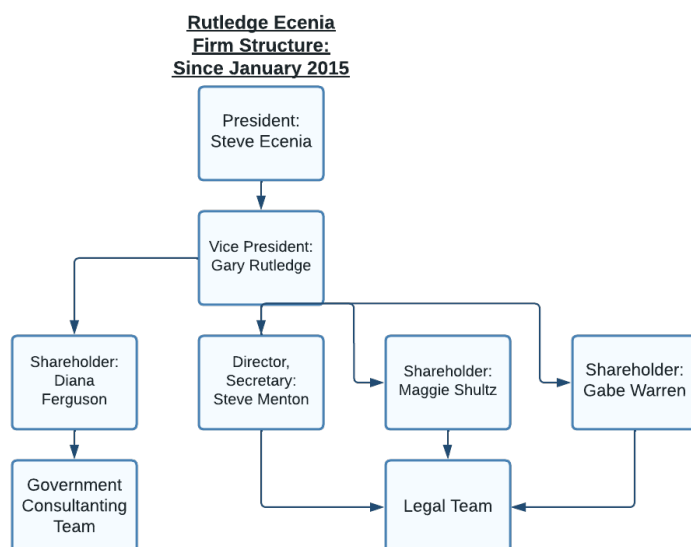 Rutledge Ecenia
Firm Structure:
Since January 2015
President:
Steve Ecenia
Vice President:
Gary Rutledge
Shareholder:
Diana
Ferguson
Director,
Secretary:
Steve Menton
Shareholder:
Maggie Shultz
Shareholder:
Gabe Warren
Government
Consultanting
Team
Legal Team